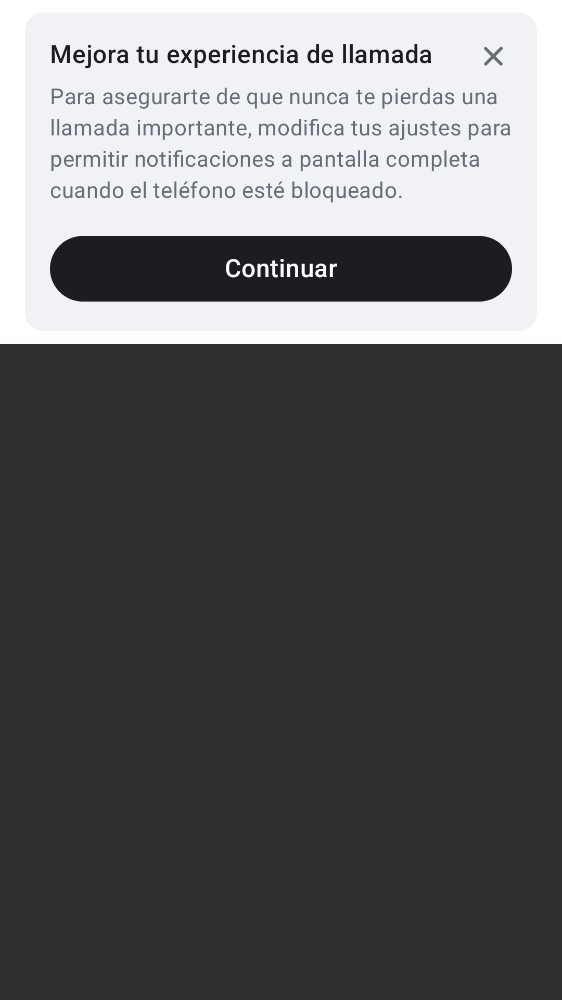 Mejora tu experiencia de llamada
Para asegurarte de que nunca te pierdas una
llamada importante, modifica tus ajustes para
permitir notificaciones a pantalla completa
cuando el teléfono esté bloqueado.
Continuar